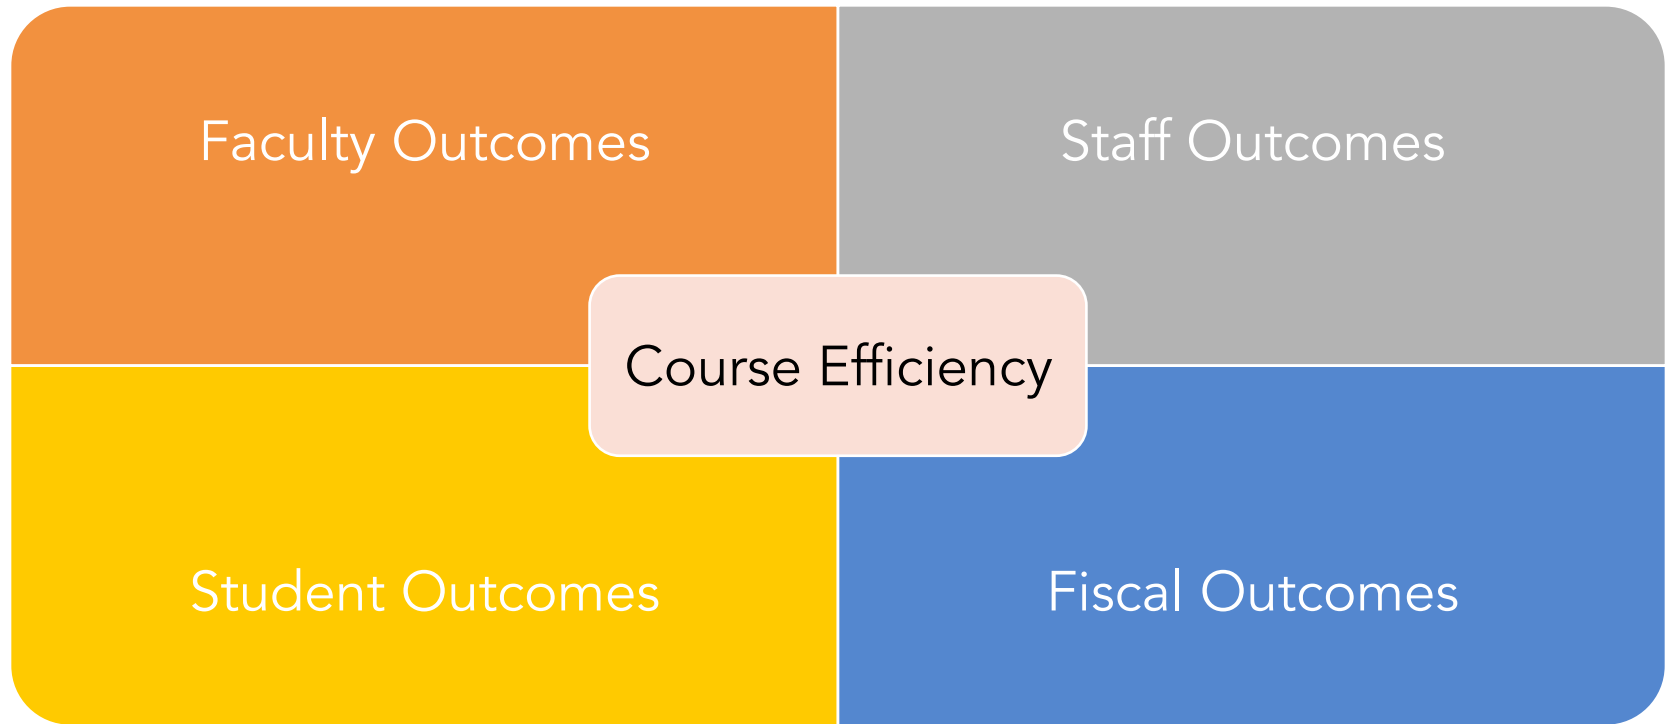 Faculty Outcomes
Staff Outcomes
Course Efficiency
Student Outcomes
Fiscal Outcomes